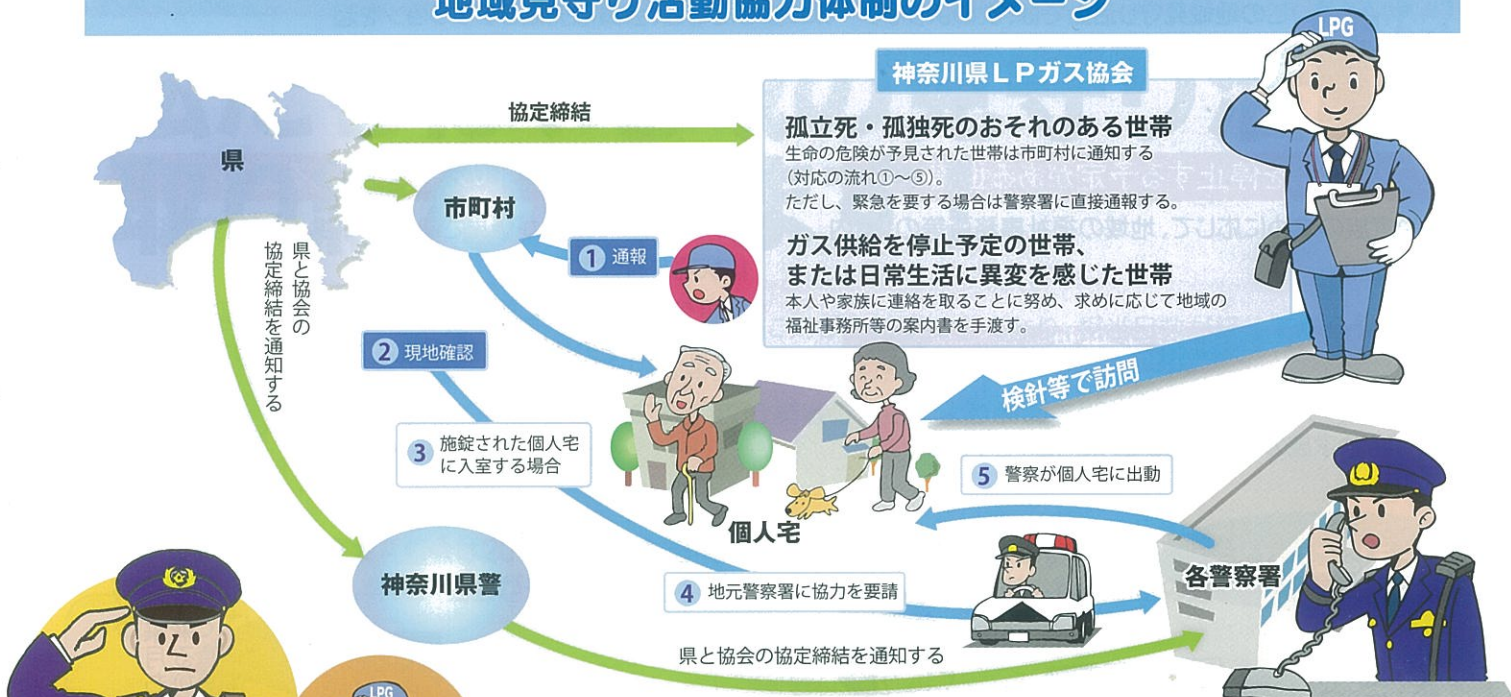 地域見守り活動協力体制のイメージ
LPG
神奈川県LPガス協会
協定締結
孤立死・孤独死のおそれのある世帯
生命の危険が予見された世帯は市町村に通知する
(対応の流れ①~⑤)。
ただし、緊急を要する場合は警察署に直接通報する。
ガス供給を停止予定の世帯、
または日常生活に異変を感じた世帯
本人や家族に連絡を取ることに努め、求めに応じて地域の
福祉事務所等の案内書を手渡す。
県
市町村
① 通報
県と協会の
協定締結を通知する
② 現地確認
検針等で訪問
③ 施錠された個人宅
に入室する場合
⑤ 警察が個人宅に出動
個人宅
神奈川県警
④ 地元警察署に協力を要請
各警察署
県と協会の協定締結を通知する
LPG